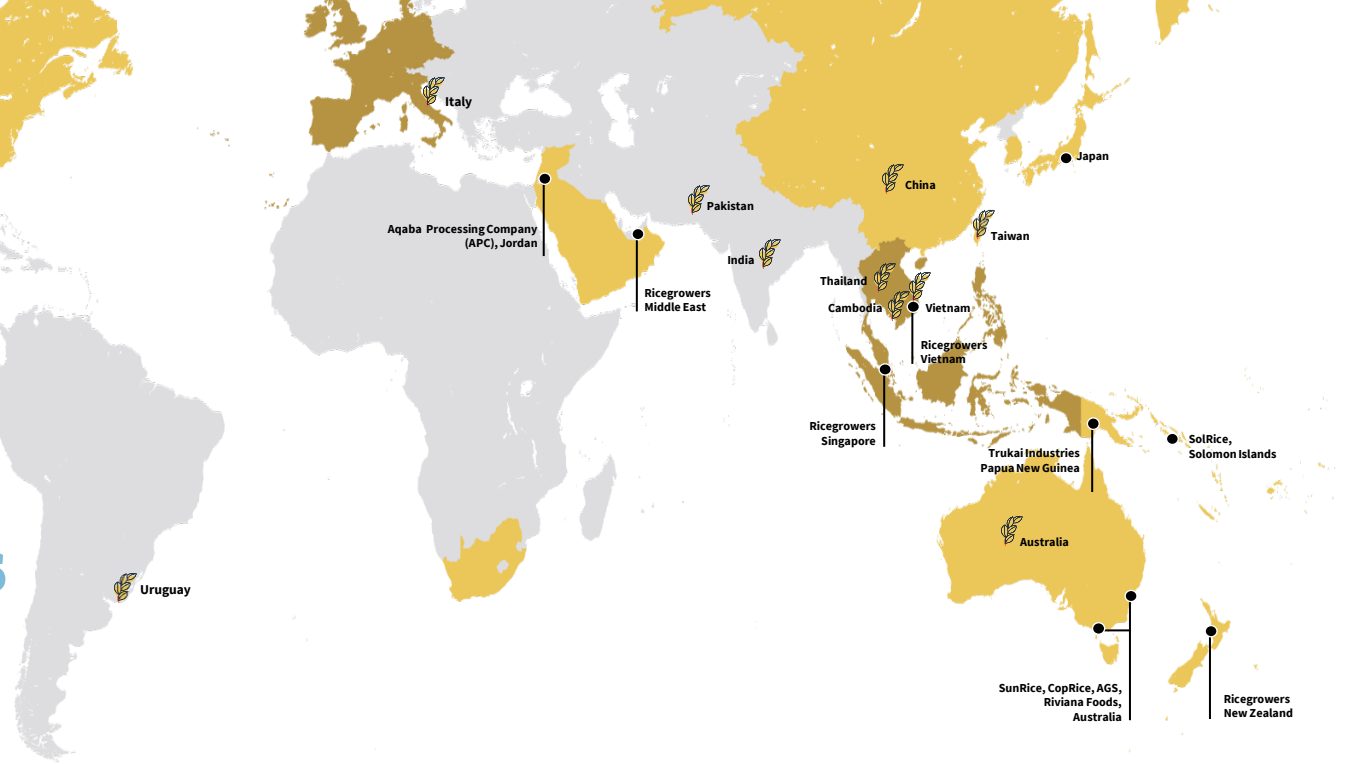 Italy
Japan
China
Pakistan
Taiwan
Aqaba Processing Company
(APC), Jordan
India
Thailand
Ricegrowers
Middle East
Cambodia
Vietnam
Ricegrowers
Vietnam
Ricegrowers
Singapore
SolRice,
Solomon Islands
Trukai Industries
Papua New Guinea
Australia
Uruguay
SunRice, CopRice, AGS,
Riviana Foods,
Australia
Ricegrowers
New Zealand